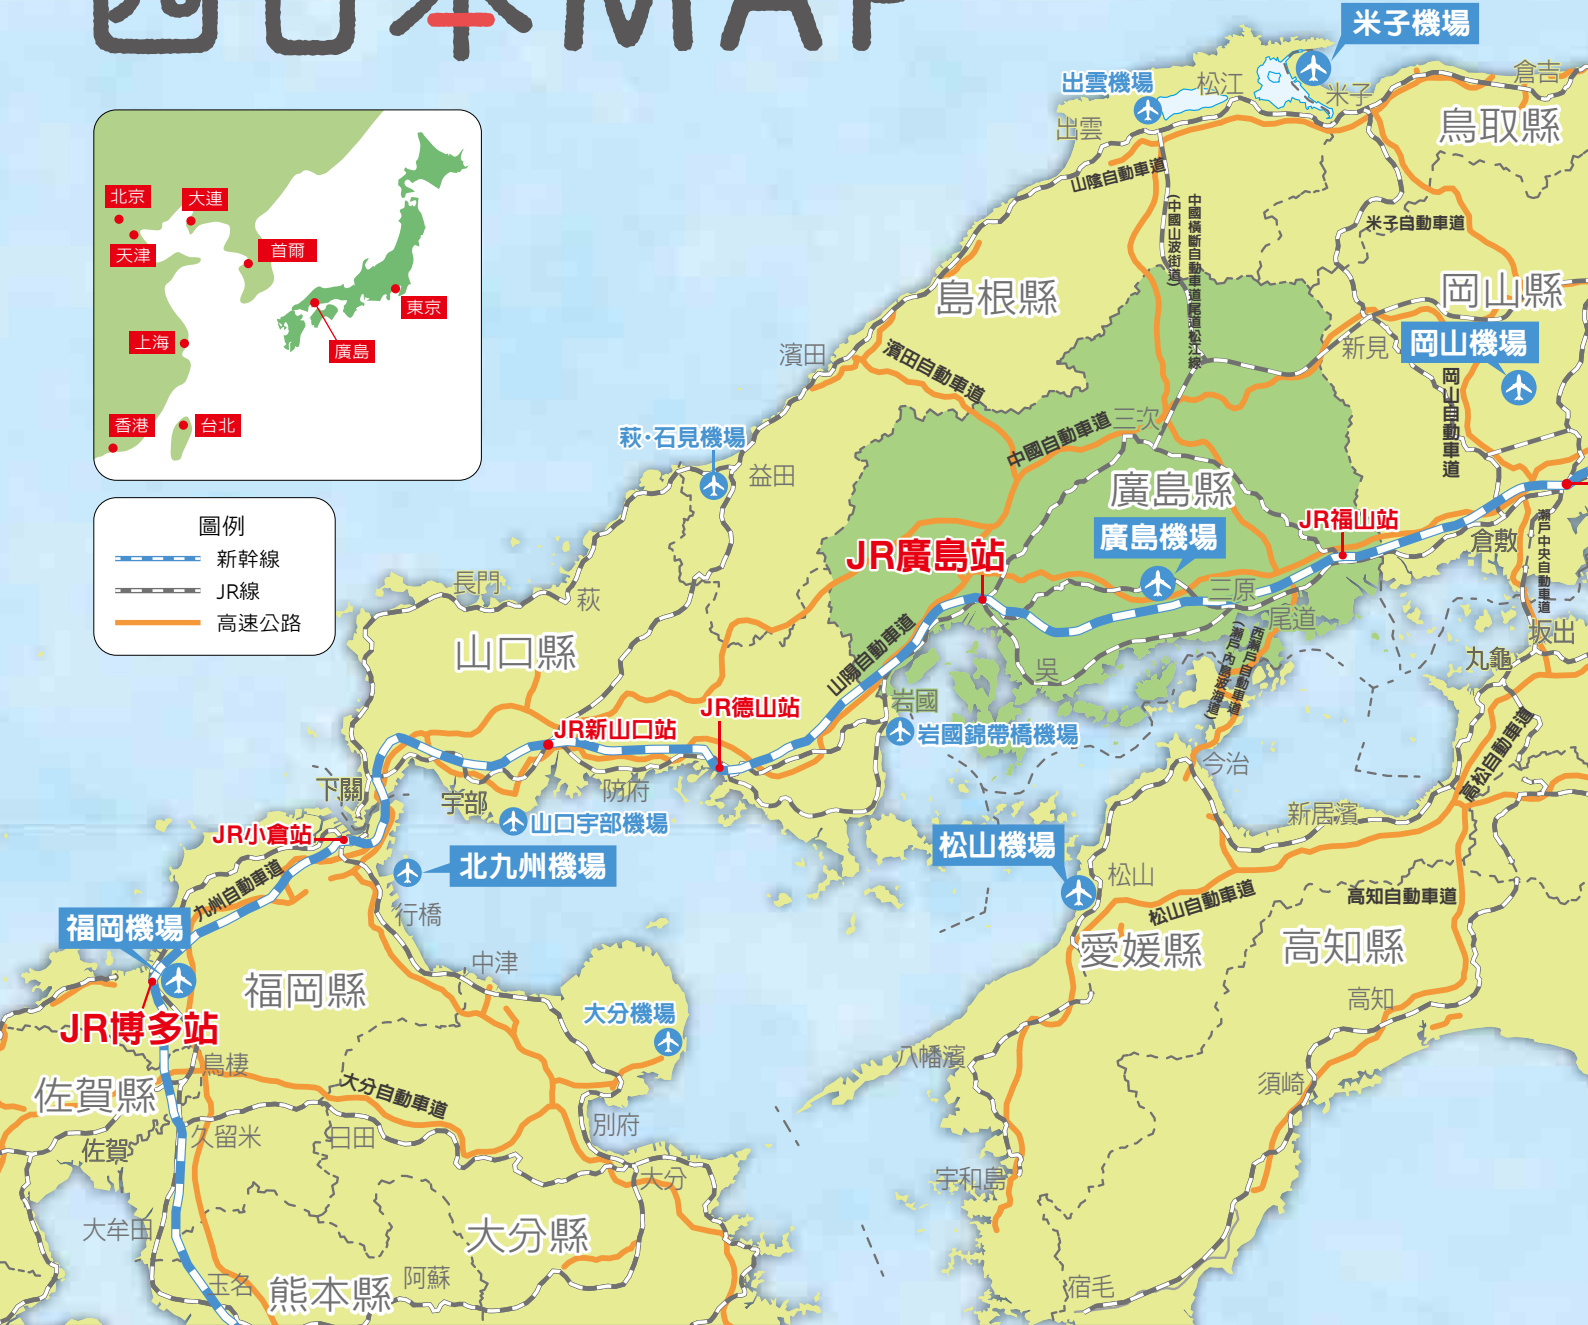 西日本MAP
北京
大連
天津
首爾
東京
上海
廣島
香港
台北
圖例
新幹線
JR線
高速公路
米子機場
出雲機場
松江
米子
倉吉
出雲
鳥取縣
山陰自動車道
中國橫斷自動車道尾道松江線
(中國山波街道)
米子自動車道
島根縣
岡山縣
濱田
濱田自動車道
新見
岡山機場
岡山自動車道
萩·石見機場
益田
中國自動車道
三次
廣島縣
JR福山站
廣島機場
JR廣島站
倉敷
瀨戶中央自動車道
長門
萩
三原
尾道
山口縣
山陽自動車道
吳
西瀨戶自動車道
(瀨戶內島波海道)
坂出
丸龜
岩國
岩國錦帶橋機場
JR德山站
JR新山口站
高松自動車道
今治
下關
宇部
防府
山口宇部機場
新居濱
JR小倉站
北九州機場
松山機場
松山
九州自動車道
行橋
松山自動車道
高知自動車道
福岡機場
愛媛縣
高知縣
中津
福岡縣
高知
大分機場
JR博多站
鳥棲
八幡濱
須崎
佐賀縣
大分自動車道
久留米
日田
別府
佐賀
大分
宇和島
大牟田
大分縣
玉名
熊本縣
阿蘇
宿毛